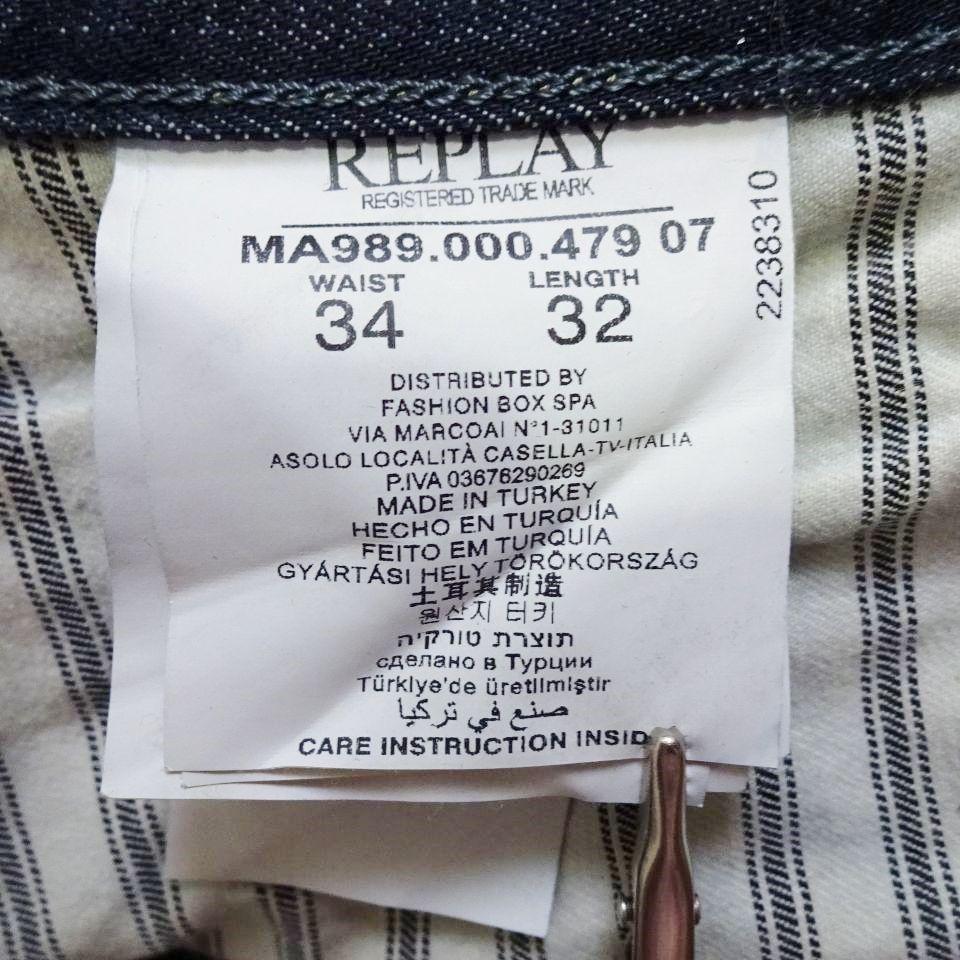 REPLAY
REGISTERED TRADE MARK
MA989.000.479 07
WAIST LENGTH
34 32
2238310
DISTRIBUTED BY
FASHION BOX SPA
VIA MARCOAI N°1-31011
ASOLO LOCALITÀ CASELLA-TV-ITALIA
P.IVA 03676290269
MADE IN TURKEY
HECHO EN TURQUÍA
FEITO EM TURQUÍA
GYÁRTÁSI HELY TÖRÖKORSZÁG
土耳其制造
원산지 터키
תוצרת טורקיה
сделано в Турции
Türkiye'de üretilmiştir
صنع في تركيا
CARE INSTRUCTION INSID